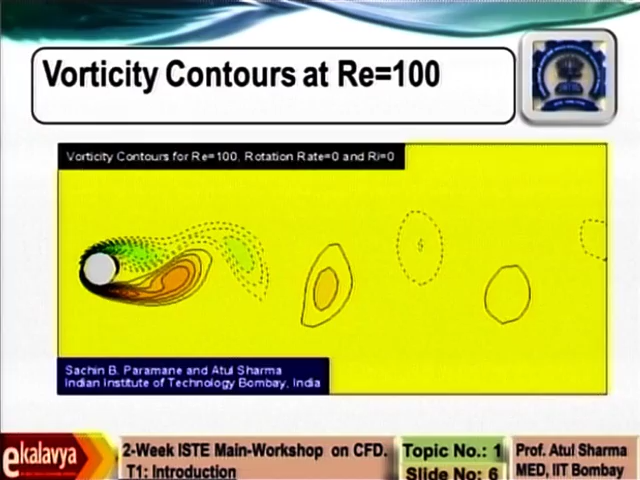 Vorticity Contours at Re=100
Vorticity Contours for Re=100, Rotation Rate=0 and Ri=0
Sachin B. Paramane and Atul Sharma
Indian Institute of Technology Bombay, India
ekalavya
2-Week ISTE Main-Workshop on CFD.
T1: Introduction
Topic No.: 1
Slide No: 6
Prof. Atul Sharma
MED, IIT Bombay